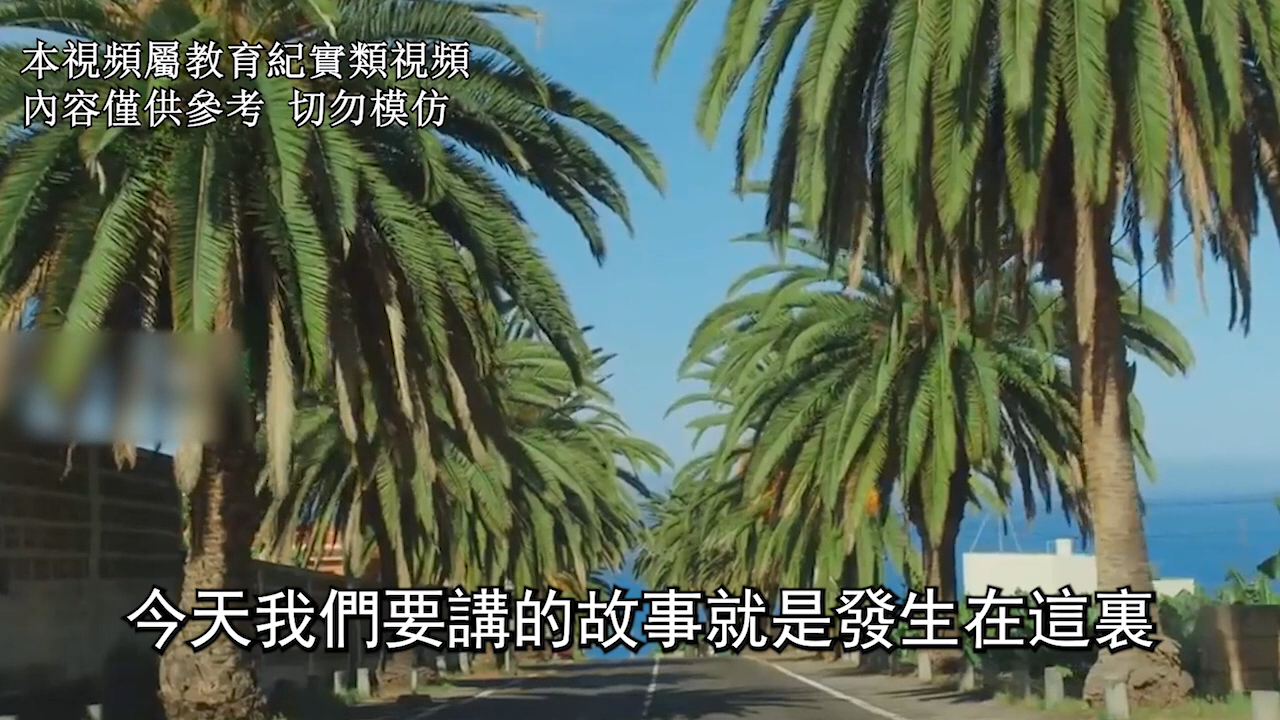 本視頻屬教育紀實類視頻
內容僅供參考 切勿模仿
今天我們要講的故事就是發生在這裏